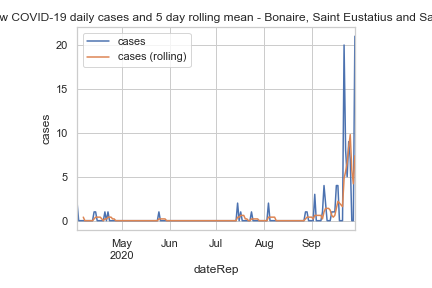 w COVID-19 daily cases and 5 day rolling mean - Bonaire, Saint Eustatius and Sa
cases
cases (rolling)
cases
20
15
10
5
0
May
2020
Jun
Jul
Aug
Sep
dateRep